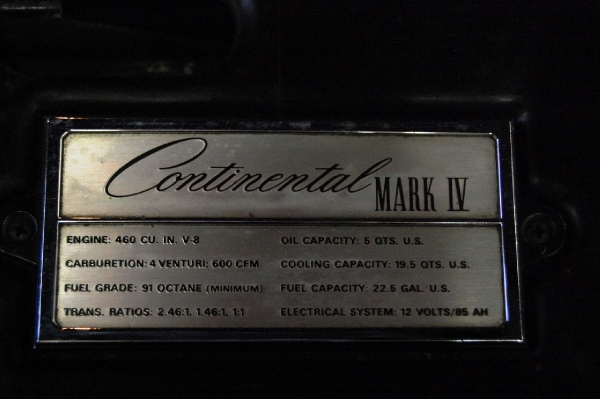 Continental MARK IV
ENGINE: 460 CU. IN. V-8 OIL CAPACITY: 5 QTS. U.S.
CARBURETION: 4 VENTURI; 600 CFM COOLING CAPACITY: 19.5 QTS. U.S.
FUEL GRADE: 91 OCTANE (MINIMUM) FUEL CAPACITY: 22.5 GAL. U.S.
TRANS. RATIOS: 2.46:1, 1.46:1, 1:1 ELECTRICAL SYSTEM: 12 VOLTS/85 AH